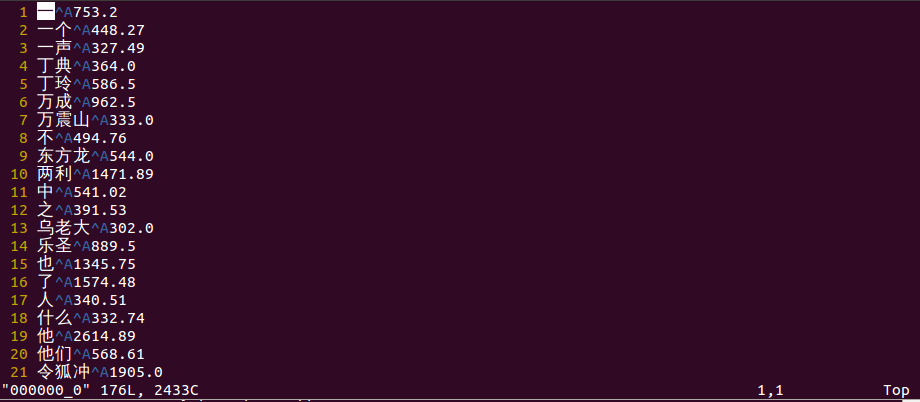 1 一^A753.2
2 一个^A448.27
3 一声^A327.49
4 丁典^A364.0
5 丁玲^A586.5
6 万成^A962.5
7 万震山^A333.0
8 不^A494.76
9 东方龙^A544.0
10 两利^A1471.89
11 中^A541.02
12 之^A391.53
13 乌老大^A302.0
14 乐圣^A889.5
15 也^A1345.75
16 了^A1574.48
17 人^A340.51
18 什么^A332.74
19 他^A2614.89
20 他们^A568.61
21 令狐冲^A1905.0
"000000_0" 176L, 2433C 1,1 Top